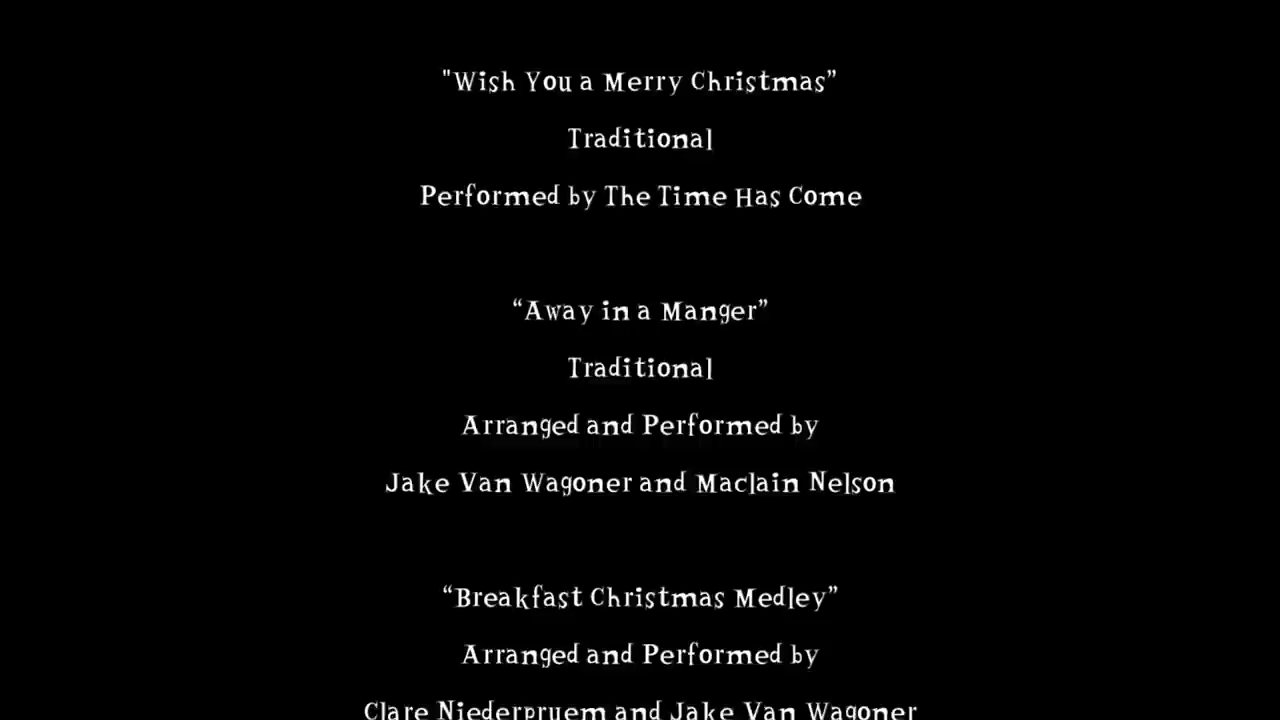 "Wish You a Merry Christmas”
Traditional
Performed by The Time Has Come
“Away in a Manger”
Traditional
Arranged and Performed by
Jake Van Wagoner and Maclain Nelson
“Breakfast Christmas Medley”
Arranged and Performed by
Clare Niederpruem and Jake Van Wagoner